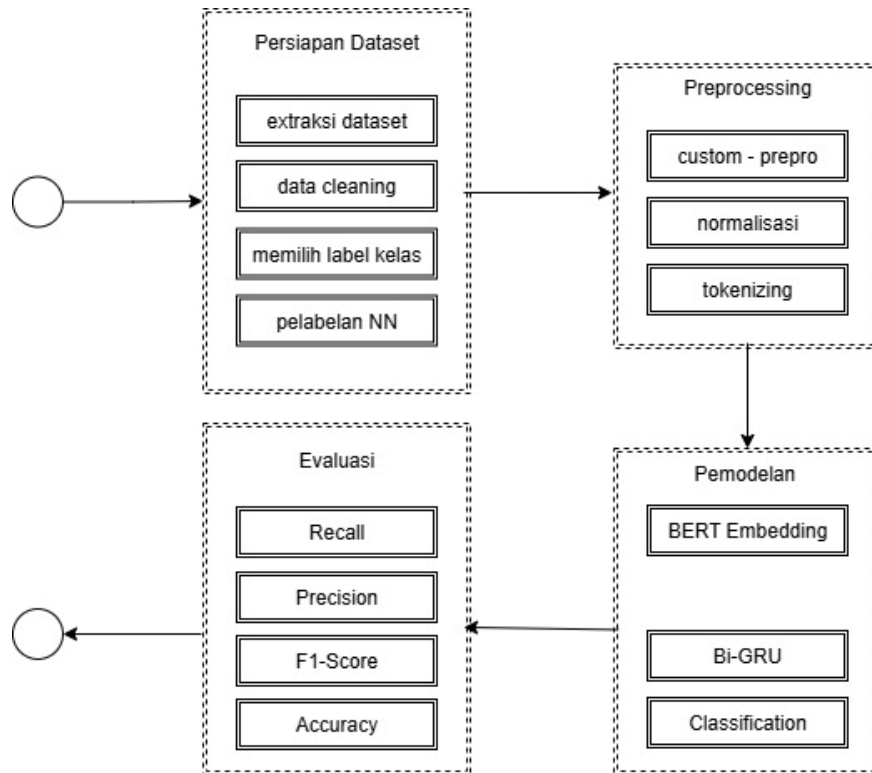 Persiapan Dataset
extraksi dataset
data cleaning
memilih label kelas
pelabelan NN
Preprocessing
custom - prepro
normalisasi
tokenizing
Pemodelan
BERT Embedding
Bi-GRU
Classification
Evaluasi
Recall
Precision
F1-Score
Accuracy